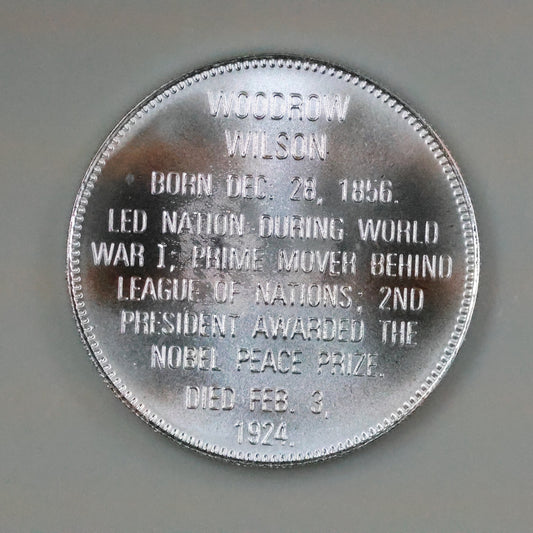 WOODROW
WILSON
BORN DEC. 28, 1856.
LED NATION DURING WORLD
WAR I; PRIME MOVER BEHIND
LEAGUE OF NATIONS; 2ND
PRESIDENT AWARDED THE
NOBEL PEACE PRIZE.
DIED FEB. 3,
1924.